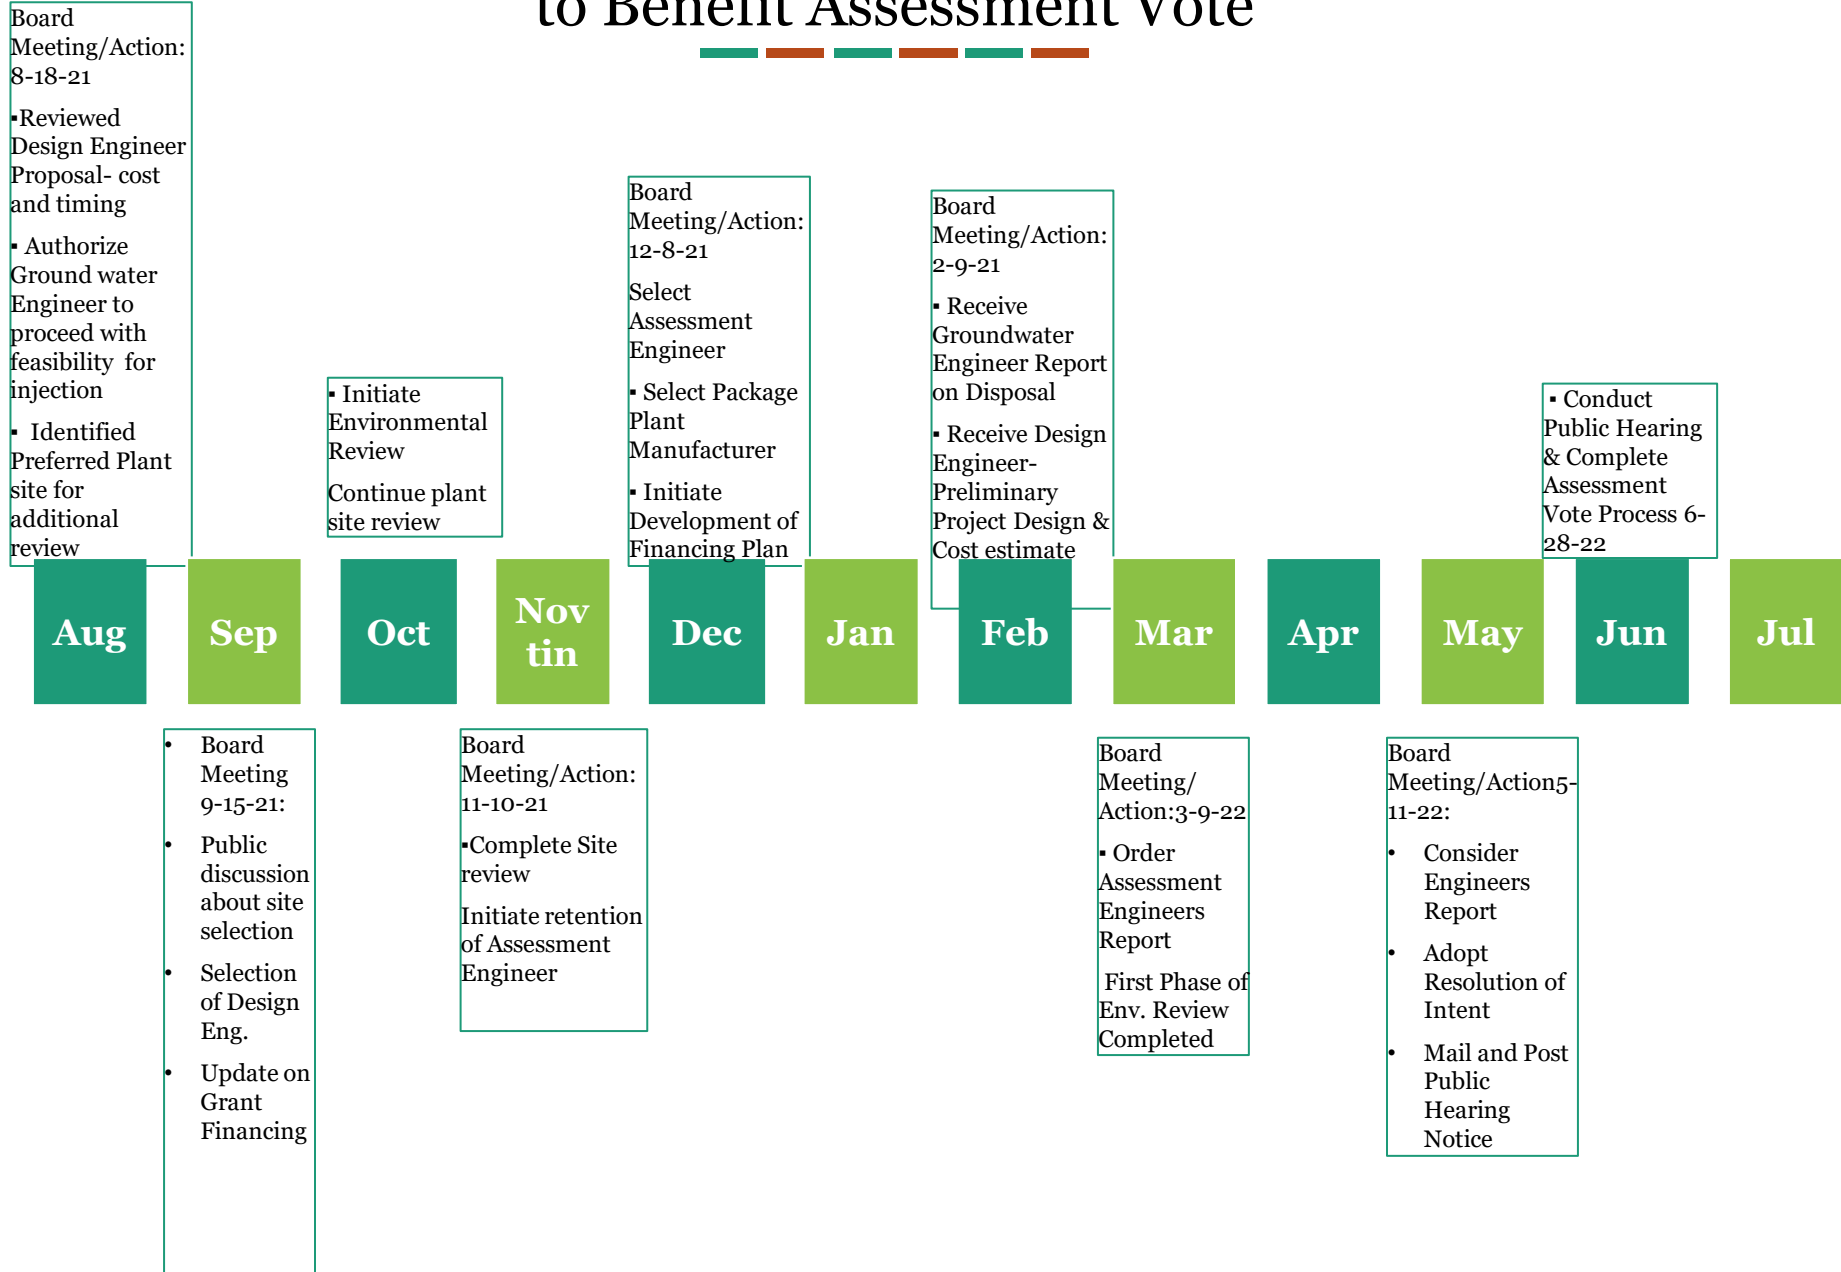 to Benefit Assessment Vote
Board
Meeting/Action:
8-18-21
▪Reviewed
Design Engineer
Proposal- cost
and timing
▪ Authorize
Ground water
Engineer to
proceed with
feasibility for
injection
▪ Identified
Preferred Plant
site for
additional
review
▪ Initiate
Environmental
Review
Continue plant
site review
Board
Meeting/Action:
12-8-21
Select
Assessment
Engineer
▪ Select Package
Plant
Manufacturer
▪ Initiate
Development of
Financing Plan
Board
Meeting/Action:
2-9-21
▪ Receive
Groundwater
Engineer Report
on Disposal
▪ Receive Design
Engineer-
Preliminary
Project Design &
Cost estimate
▪ Conduct
Public Hearing
& Complete
Assessment
Vote Process 6-
28-22
Aug
Sep
Oct
Nov
tin
Dec
Jan
Feb
Mar
Apr
May
Jun
Jul
• Board
Meeting
9-15-21:
• Public
discussion
about site
selection
• Selection
of Design
Eng.
• Update on
Grant
Financing
Board
Meeting/Action:
11-10-21
▪Complete Site
review
Initiate retention
of Assessment
Engineer
Board
Meeting/
Action:3-9-22
▪ Order
Assessment
Engineers
Report
First Phase of
Env. Review
Completed
Board
Meeting/Action5-
11-22:
• Consider
Engineers
Report
• Adopt
Resolution of
Intent
• Mail and Post
Public
Hearing
Notice